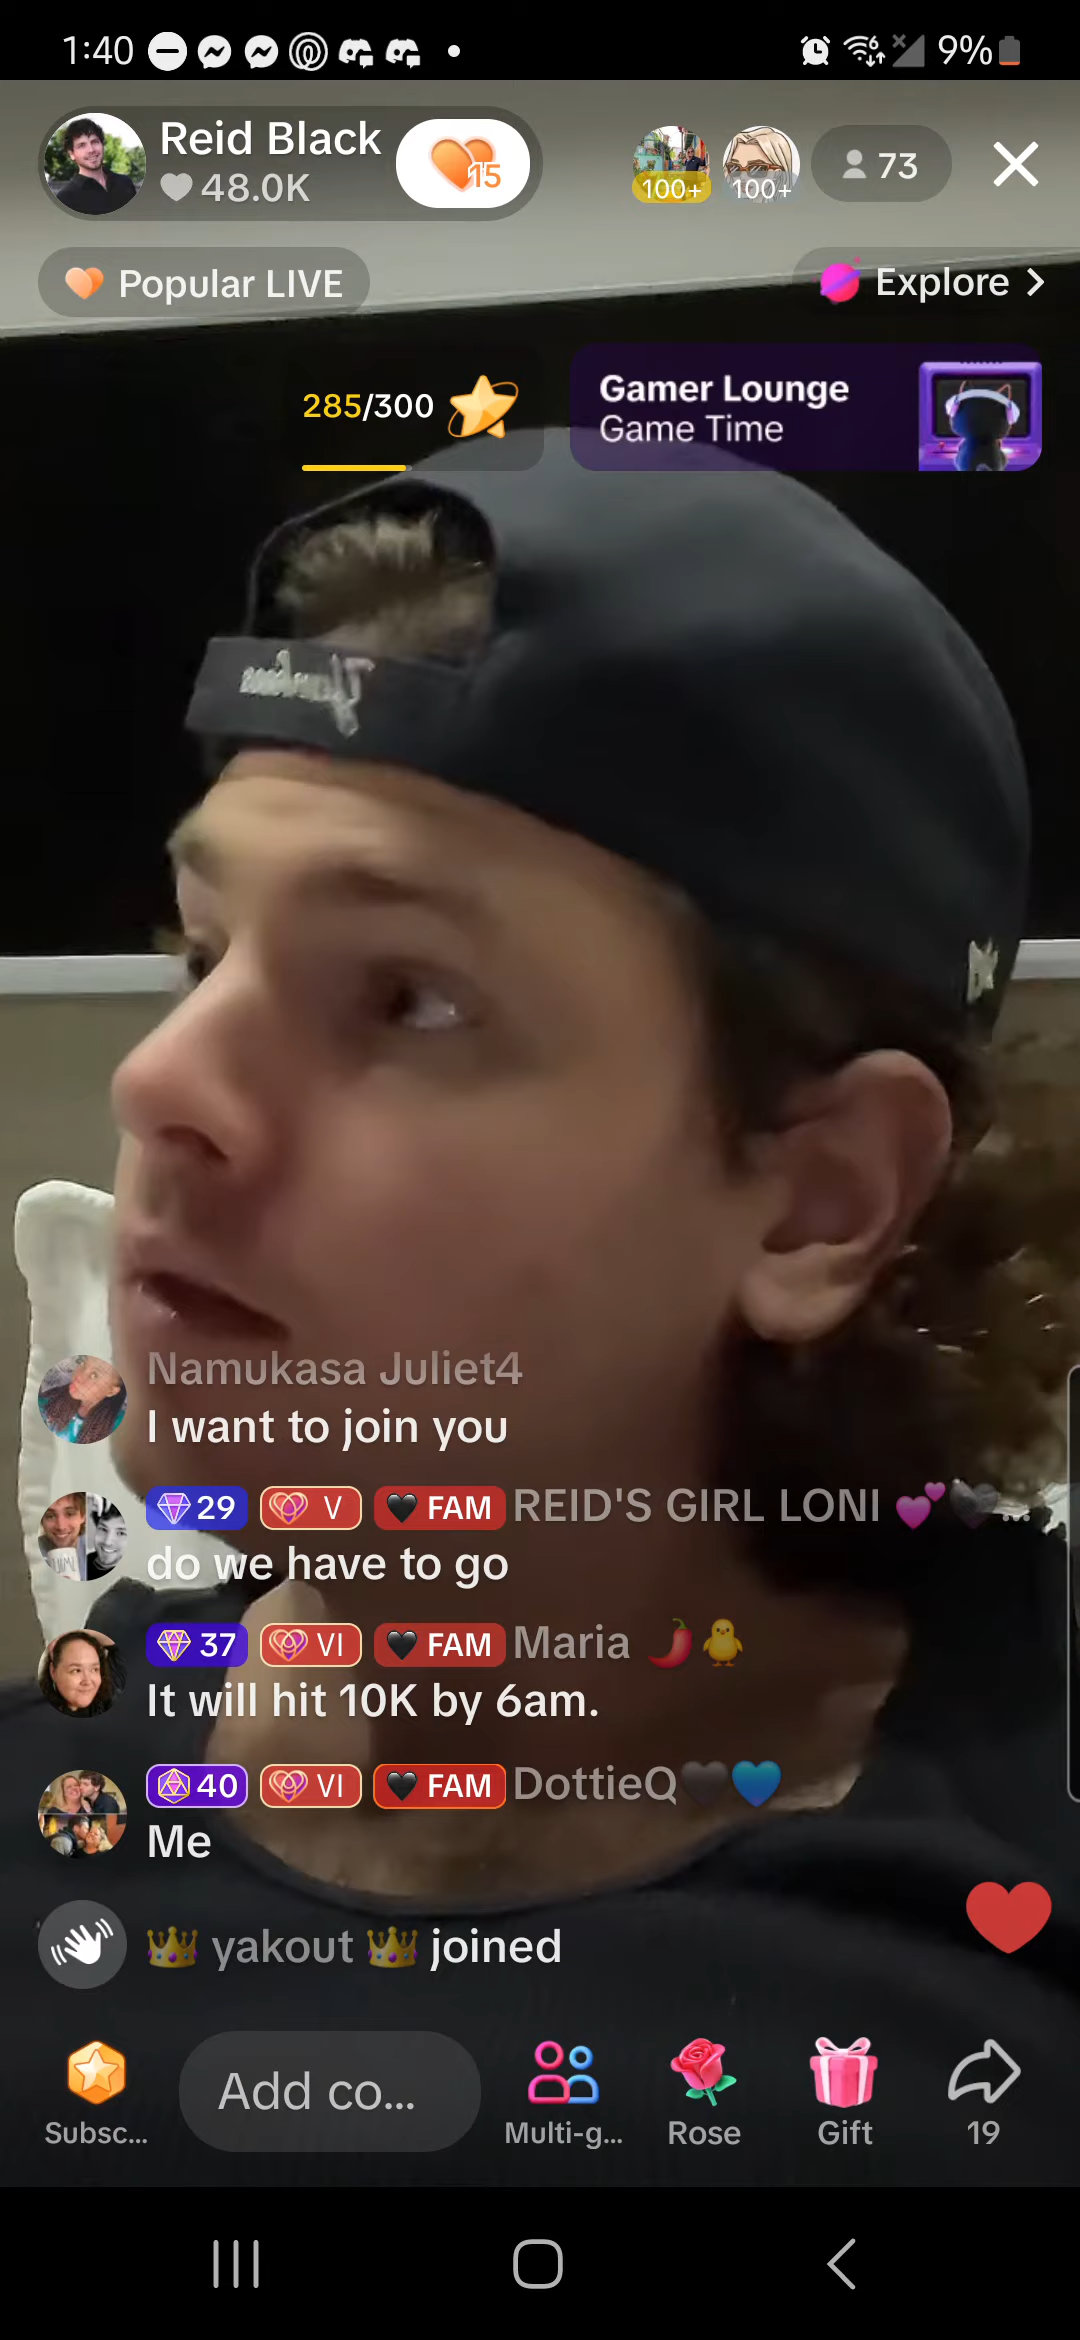 1:40
9%
Reid Black
48.0K
15
100+
100+
73
Popular LIVE
Explore
285/300
Gamer Lounge
Game Time
Namukasa Juliet4
I want to join you
29 V 🖤 FAM REID'S GIRL LONI 💕🖤...
do we have to go
37 VI 🖤 FAM Maria 🌶️🐥
It will hit 10K by 6am.
40 VI 🖤 FAM DottieQ🖤💙
Me
👑 yakout 👑 joined
Subsc...
Add co...
Multi-g...
Rose
Gift
19